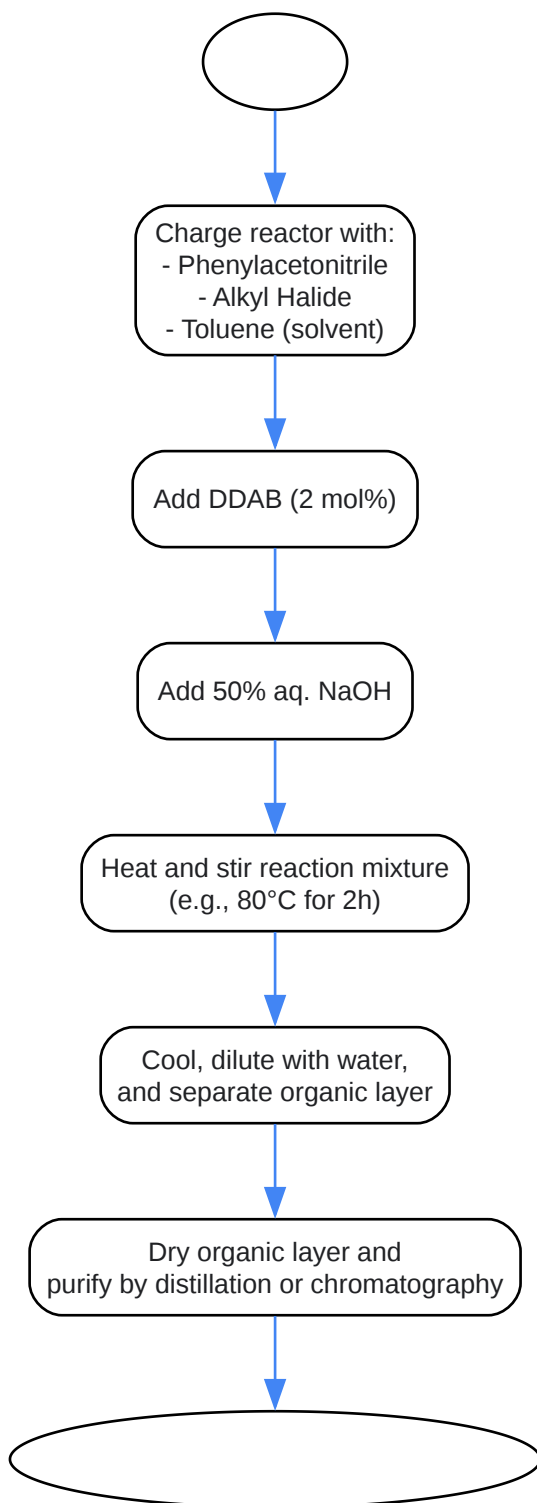 Charge reactor with:
- Phenylacetonitrile
- Alkyl Halide
- Toluene (solvent)
Add DDAB (2 mol%)
Add 50% aq. NaOH
Heat and stir reaction mixture
(e.g., 80°C for 2h)
Cool, dilute with water,
and separate organic layer
Dry organic layer and
purify by distillation or chromatography